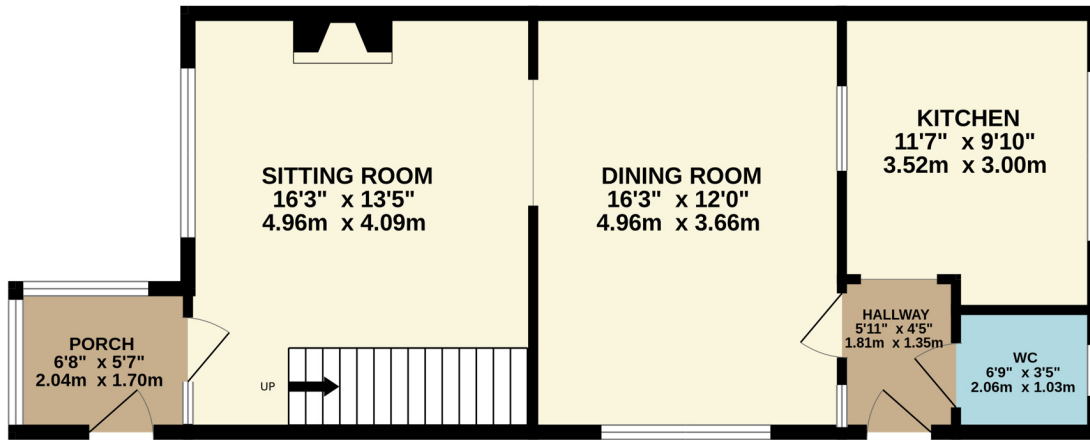 SITTING ROOM
16'3" x 13'5"
4.96m x 4.09m
DINING ROOM
16'3" x 12'0"
4.96m x 3.66m
KITCHEN
11'7" x 9'10"
3.52m x 3.00m
PORCH
6'8" x 5'7"
2.04m x 1.70m
UP
HALLWAY
5'11" x 4'5"
1.81m x 1.35m
WC
6'9" x 3'5"
2.06m x 1.03m